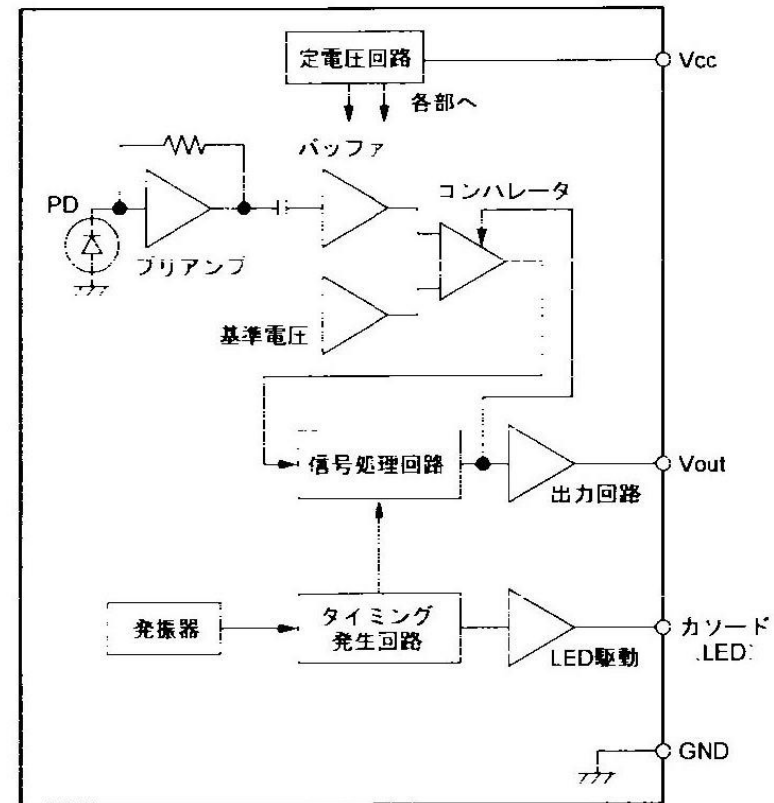 定電圧回路
Vcc
各部へ
バッファ
コンハレータ
PD
プリアンプ
基準電圧
信号処理回路
Vout
出力回路
発振器
タイミング
発生回路
LED駆動
カソード
LED
GND